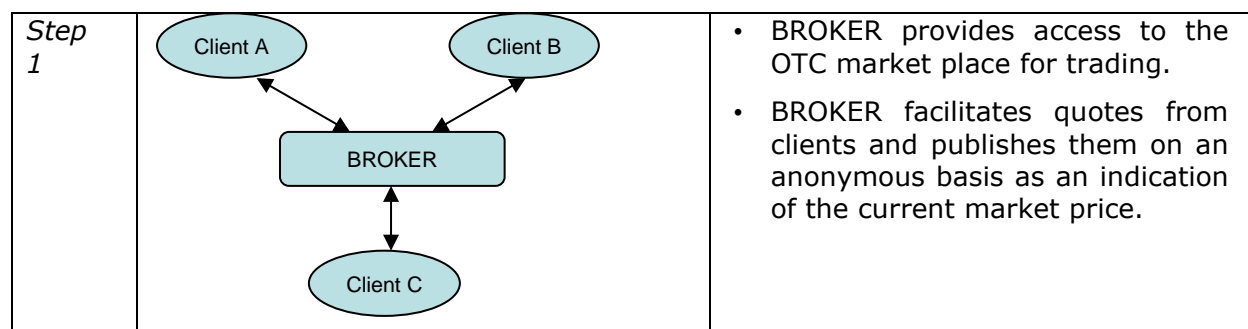 Step
1
Client A
Client B
BROKER
Client C
• BROKER provides access to the
OTC market place for trading.
• BROKER facilitates quotes from
clients and publishes them on an
anonymous basis as an indication
of the current market price.